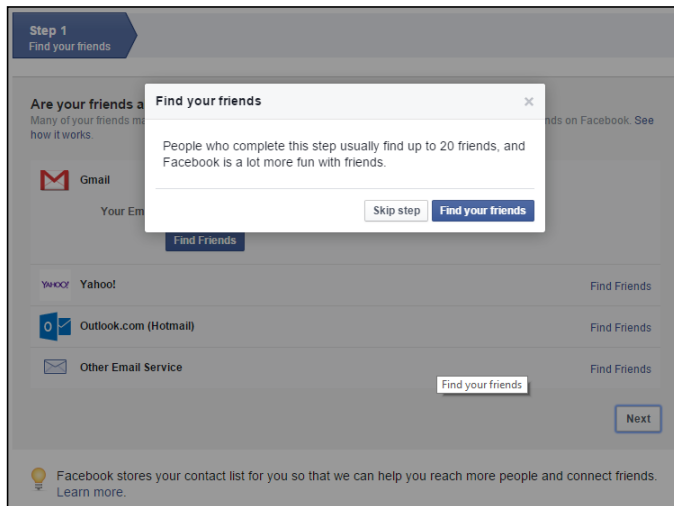 Step 1
Find your friends
Find your friends
People who complete this step usually find up to 20 friends, and
Facebook is a lot more fun with friends.
Skip step Find your friends
Are your friends a
Many of your friends nds on Facebook. See
how it works.
Gmail
Your Em
Find Friends
YAHOO! Yahoo! Find Friends
Outlook.com (Hotmail) Find Friends
Other Email Service Find Friends
Find your friends
Next
Facebook stores your contact list for you so that we can help you reach more people and connect friends.
Learn more.